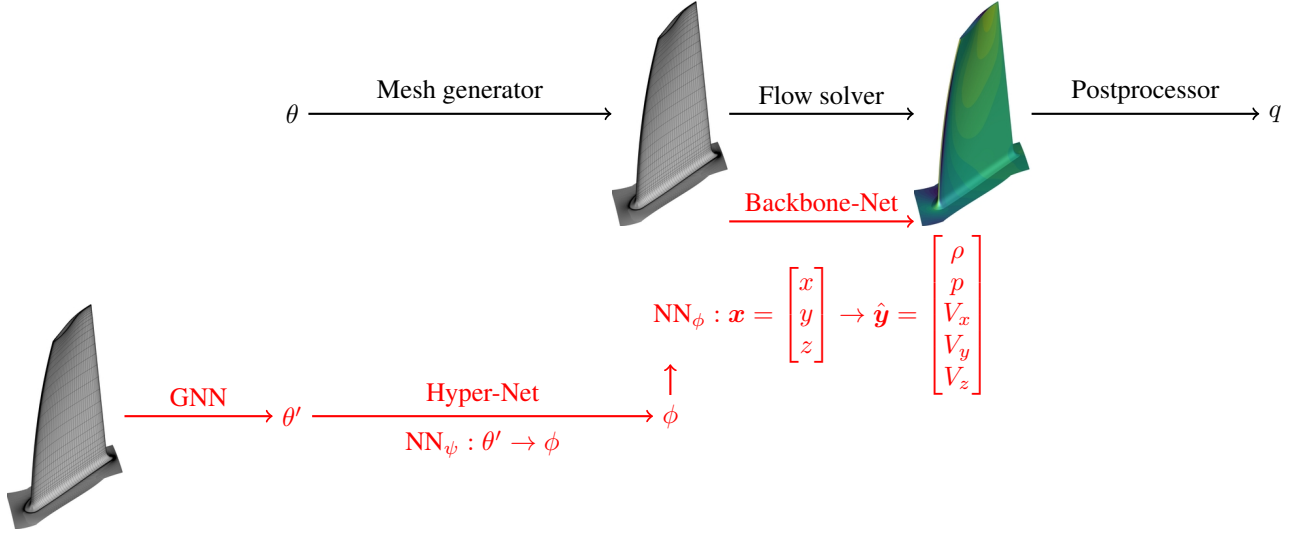 Mesh generator Flow solver Postprocessor
θ q
Backbone-Net
NN_ϕ : x = [x y z] → ŷ = [ρ p V_x V_y V_z]
GNN θ′ Hyper-Net ϕ
NN_ψ : θ′ → ϕ